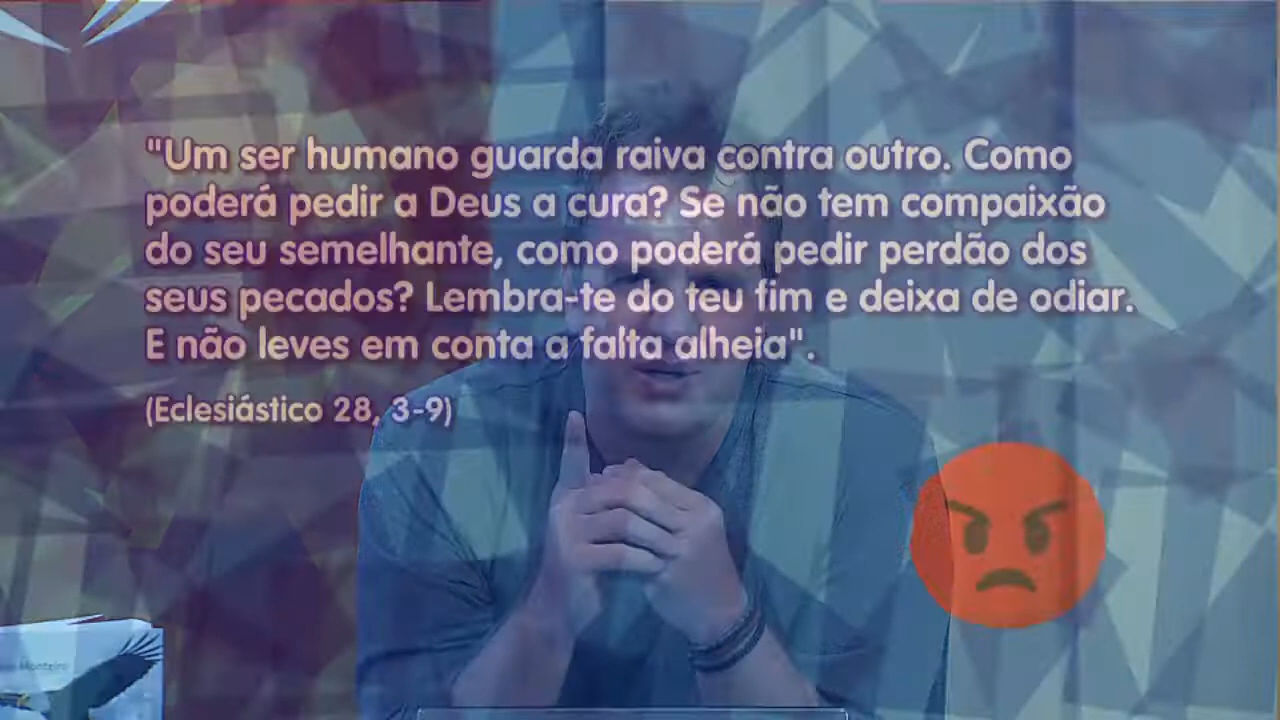 "Um ser humano guarda raiva contra outro. Como
poderá pedir a Deus a cura? Se não tem compaixão
do seu semelhante, como poderá pedir perdão dos
seus pecados? Lembra-te do teu fim e deixa de odiar.
E não leves em conta a falta alheia".
(Eclesiástico 28, 3-9)
Monteiro